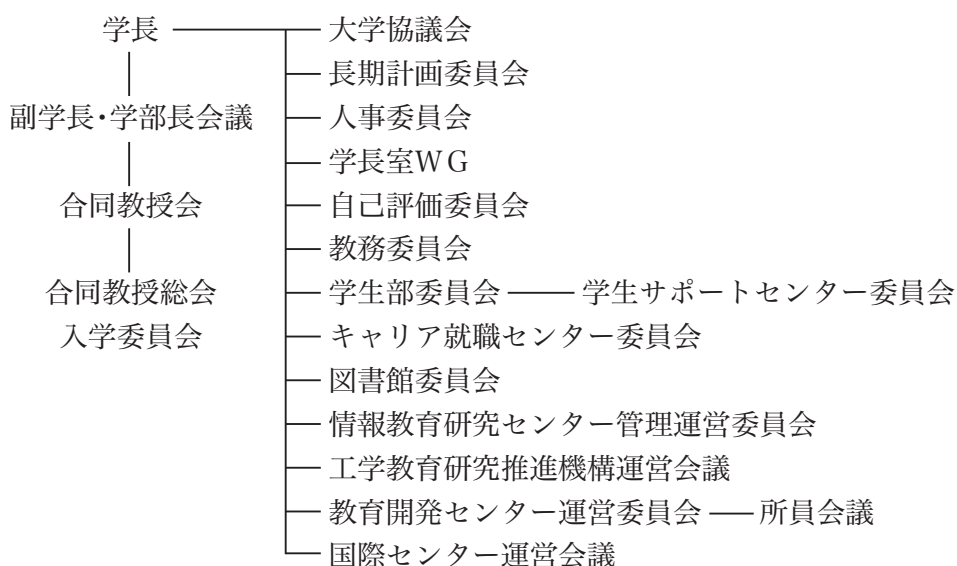 学長
大学協議会
長期計画委員会
副学長・学部長会議
人事委員会
学長室WG
合同教授会
自己評価委員会
教務委員会
合同教授総会
学生部委員会
学生サポートセンター委員会
入学委員会
キャリア就職センター委員会
図書館委員会
情報教育研究センター管理運営委員会
工学教育研究推進機構運営会議
教育開発センター運営委員会
所員会議
国際センター運営会議